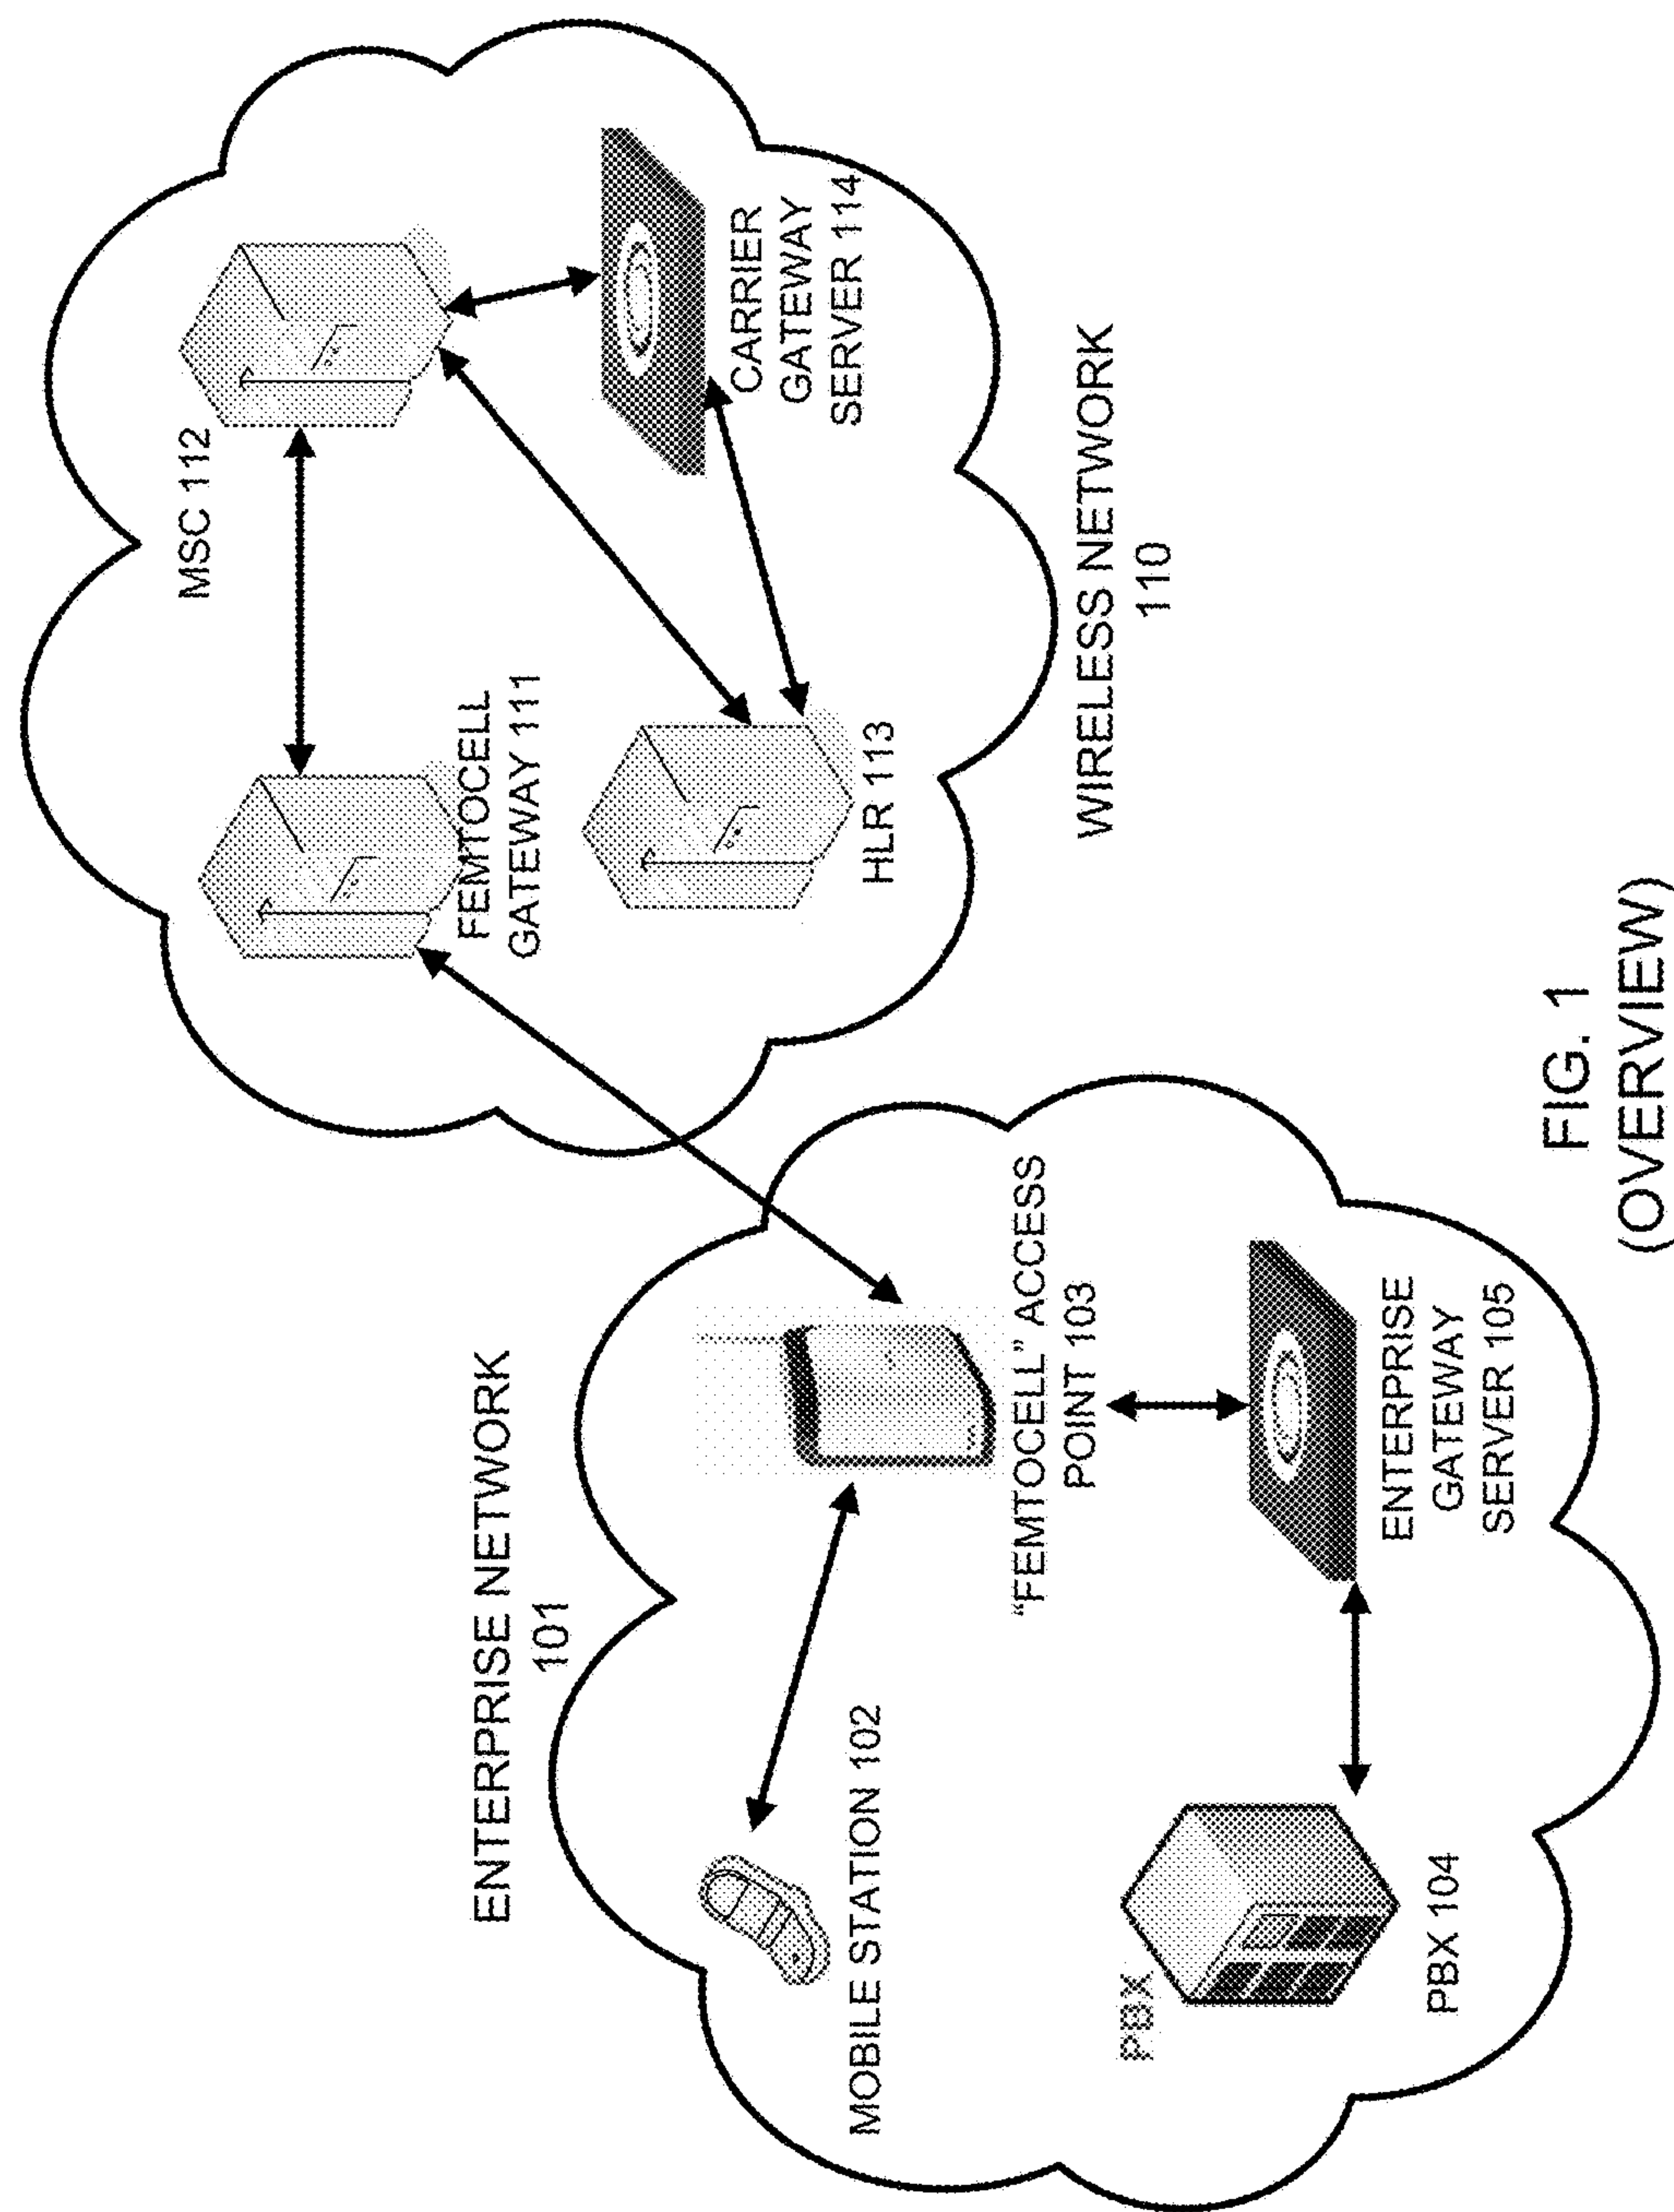 MSC 112
FEMTOCELL
GATEWAY 111
CARRIER
GATEWAY
SERVER 114
HLR 113
WIRELESS NETWORK
110
ENTERPRISE NETWORK
101
MOBILE STATION 102
"FEMTOCELL" ACCESS
POINT 103
PBX
PBX 104
ENTERPRISE
GATEWAY
SERVER 105
FIG. 1
(OVERVIEW)